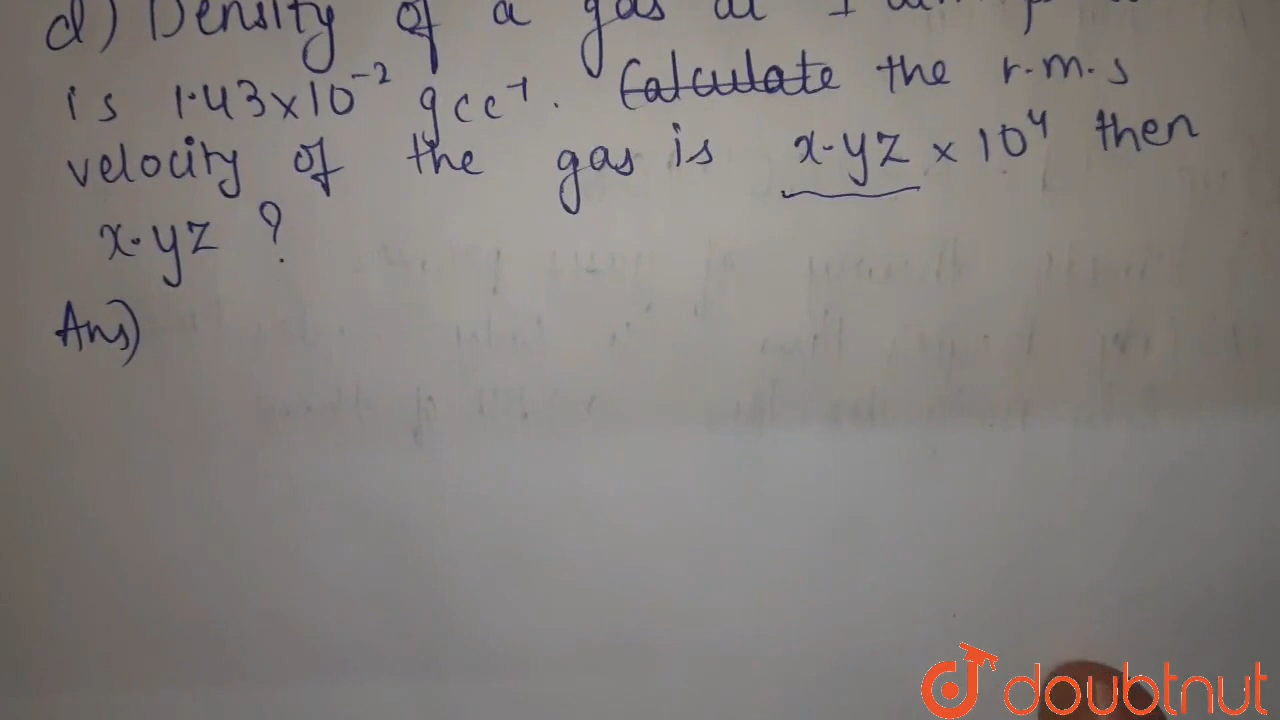 d) Density of a gas at 1 atm
is 1.43×10⁻² gcc⁻¹. Calculate the r.m.s
velocity of the gas is x.yz × 10⁴ then
x.yz ?
Ans)
doubtnut